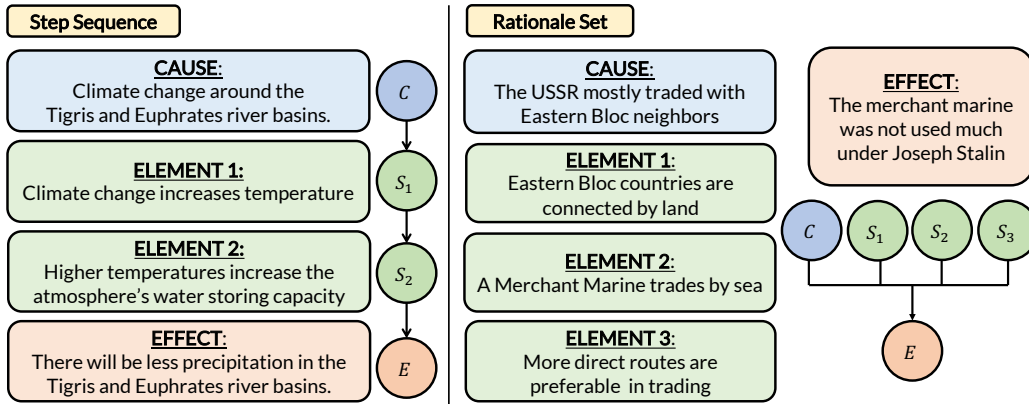 Step Sequence
CAUSE:
Climate change around the
Tigris and Euphrates river basins.
C
ELEMENT 1:
Climate change increases temperature
S1
ELEMENT 2:
Higher temperatures increase the
atmosphere's water storing capacity
S2
EFFECT:
There will be less precipitation in the
Tigris and Euphrates river basins.
E
Rationale Set
CAUSE:
The USSR mostly traded with
Eastern Bloc neighbors
ELEMENT 1:
Eastern Bloc countries are
connected by land
ELEMENT 2:
A Merchant Marine trades by sea
ELEMENT 3:
More direct routes are
preferable in trading
EFFECT:
The merchant marine
was not used much
under Joseph Stalin
C S1 S2 S3
E